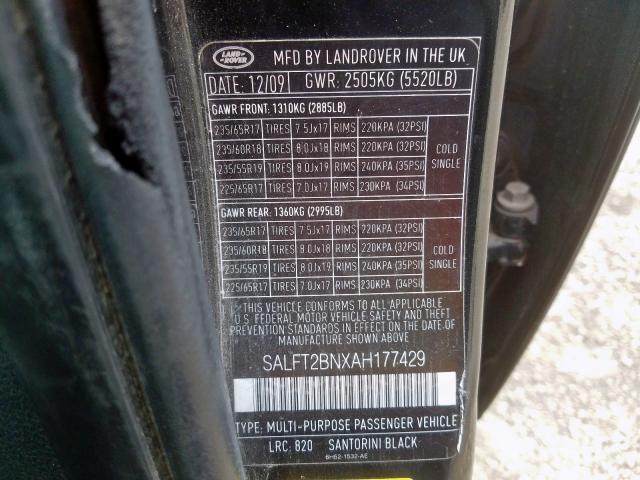 LAND ROVER
MFD BY LANDROVER IN THE UK
DATE: 12/09 GWR: 2505KG (5520LB)
GAWR FRONT: 1310KG (2885LB)
235/65R17 TIRES 7.5Jx17 RIMS 220KPA (32PSI)
235/60R18 TIRES 8.0Jx18 RIMS 220KPA (32PSI)
235/55R19 TIRES 8.0Jx19 RIMS 240KPA (35PSI)
225/65R17 TIRES 7.0Jx17 RIMS 230KPA (34PSI)
COLD
SINGLE
GAWR REAR: 1360KG (2995LB)
235/65R17 TIRES 7.5Jx17 RIMS 220KPA (32PSI)
235/60R18 TIRES 8.0Jx18 RIMS 220KPA (32PSI)
235/55R19 TIRES 8.0Jx19 RIMS 240KPA (35PSI)
225/65R17 TIRES 7.0Jx17 RIMS 230KPA (34PSI)
COLD
SINGLE
* THIS VEHICLE CONFORMS TO ALL APPLICABLE
U.S. FEDERAL MOTOR VEHICLE SAFETY AND THEFT
PREVENTION STANDARDS IN EFFECT ON THE DATE OF
MANUFACTURE SHOWN ABOVE. *
SALFT2BNXAH177429
TYPE: MULTI-PURPOSE PASSENGER VEHICLE
LRC: 820 SANTORINI BLACK
6H52-1532-AE